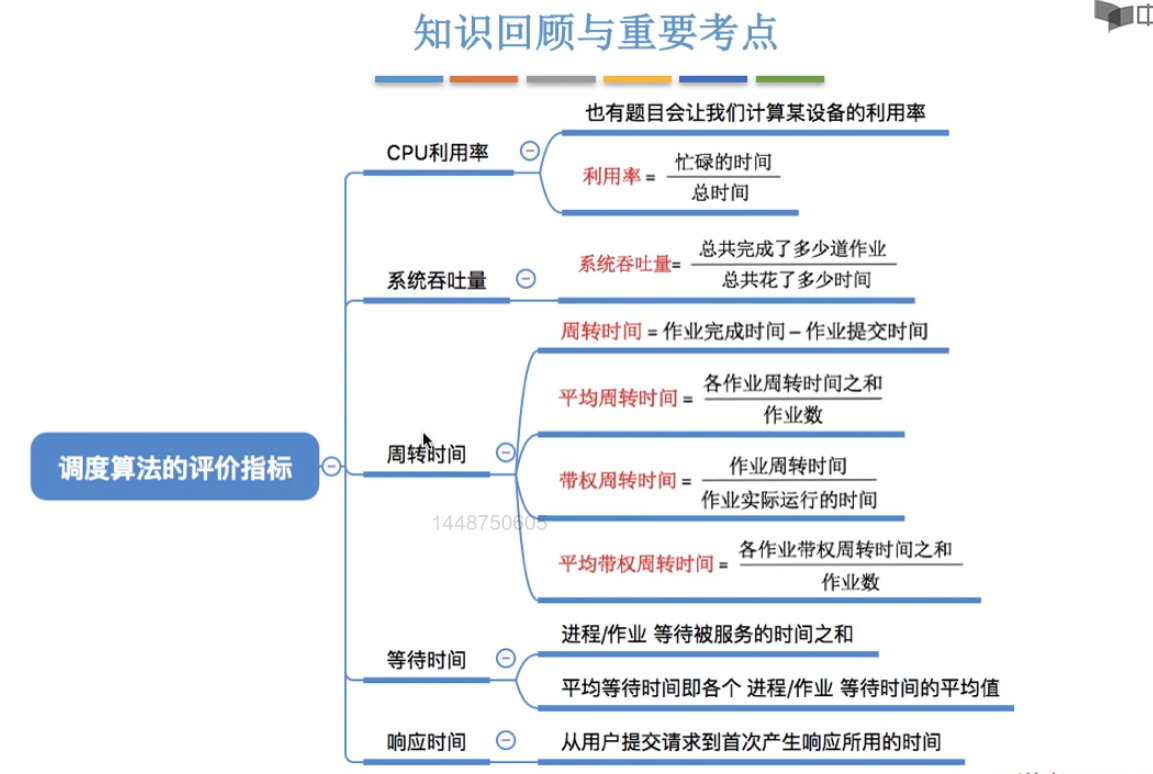 知识回顾与重要考点
也有题目会让我们计算某设备的利用率
CPU利用率
利用率 = 忙碌的时间
总时间
系统吞吐量
系统吞吐量= 总共完成了多少道作业
总共花了多少时间
周转时间 = 作业完成时间 – 作业提交时间
平均周转时间 = 各作业周转时间之和
作业数
周转时间
调度算法的评价指标
带权周转时间 = 作业周转时间
作业实际运行的时间
1448750605
平均带权周转时间 = 各作业带权周转时间之和
作业数
进程/作业 等待被服务的时间之和
等待时间
平均等待时间即各个 进程/作业 等待时间的平均值
响应时间
从用户提交请求到首次产生响应所用的时间